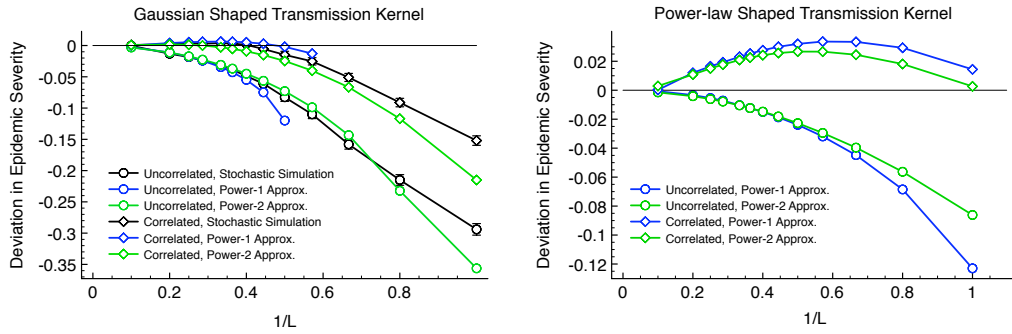 Gaussian Shaped Transmission Kernel
Deviation in Epidemic Severity
0
-0.05
-0.1
-0.15
-0.2
-0.25
-0.3
-0.35
Uncorrelated, Stochastic Simulation
Uncorrelated, Power-1 Approx.
Uncorrelated, Power-2 Approx.
Correlated, Stochastic Simulation
Correlated, Power-1 Approx.
Correlated, Power-2 Approx.
0 0.2 0.4 0.6 0.8
1/L
Power-law Shaped Transmission Kernel
Deviation in Epidemic Severity
0.02
0
-0.02
-0.04
-0.06
-0.08
-0.1
-0.12
Uncorrelated, Power-1 Approx.
Uncorrelated, Power-2 Approx.
Correlated, Power-1 Approx.
Correlated, Power-2 Approx.
0 0.2 0.4 0.6 0.8 1
1/L